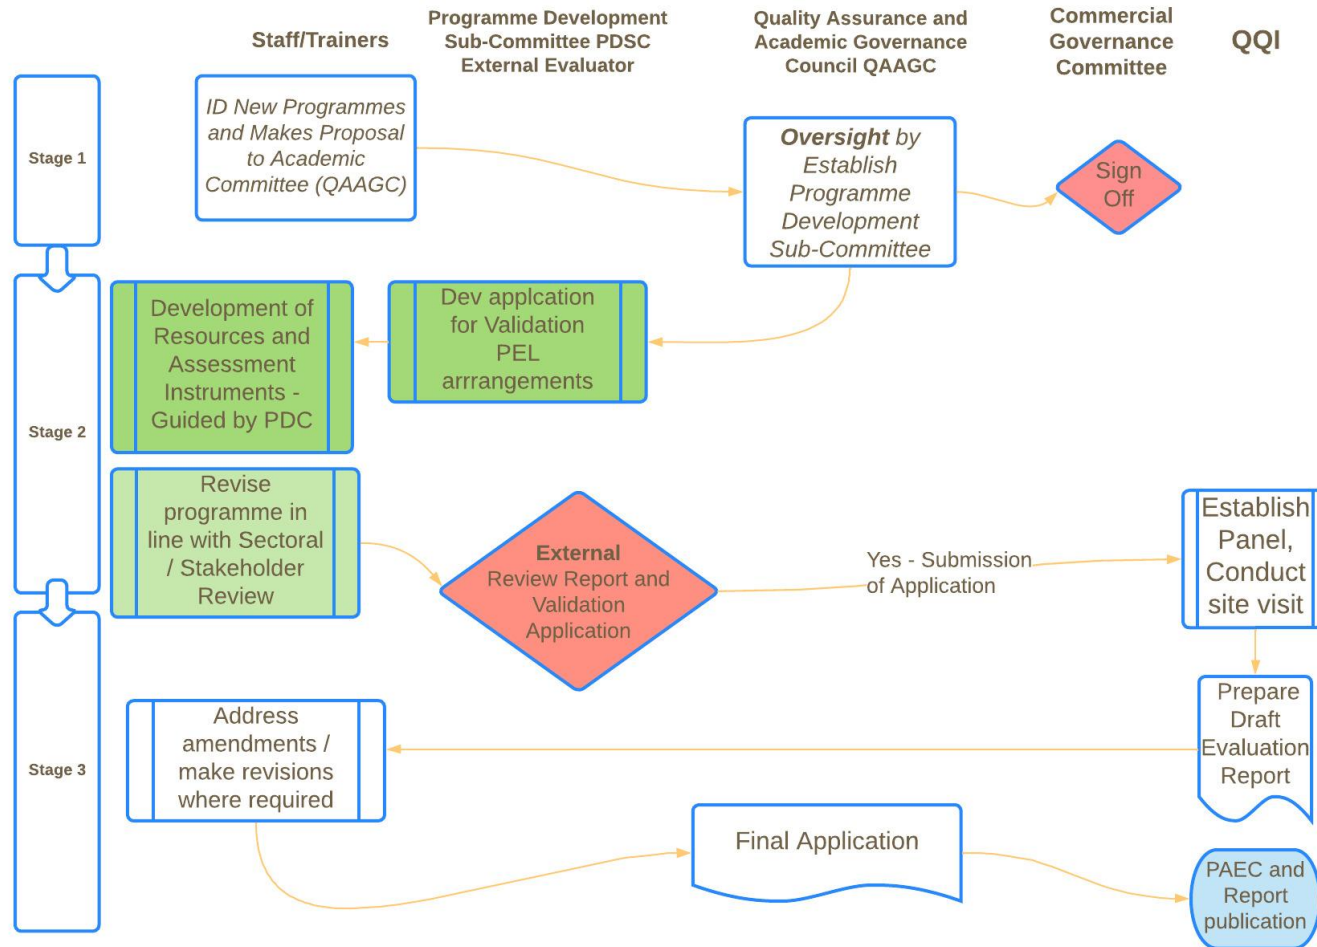 Staff/Trainers
Programme Development
Sub-Committee PDSC
External Evaluator
Quality Assurance and
Academic Governance
Council QAAGC
Commercial
Governance
Committee
QQI
Stage 1
ID New Programmes
and Makes Proposal
to Academic
Committee (QAAGC)
Oversight by
Establish
Programme
Development
Sub-Committee
Sign
Off
Stage 2
Development of
Resources and
Assessment
Instruments -
Guided by PDC
Dev applcation
for Validation
PEL
arrrangements
Revise
programme in
line with Sectoral
/ Stakeholder
Review
External
Review Report and
Validation
Application
Yes - Submission
of Application
Establish
Panel,
Conduct
site visit
Stage 3
Prepare
Draft
Evaluation
Report
Address
amendments /
make revisions
where required
Final Application
PAEC and
Report
publication